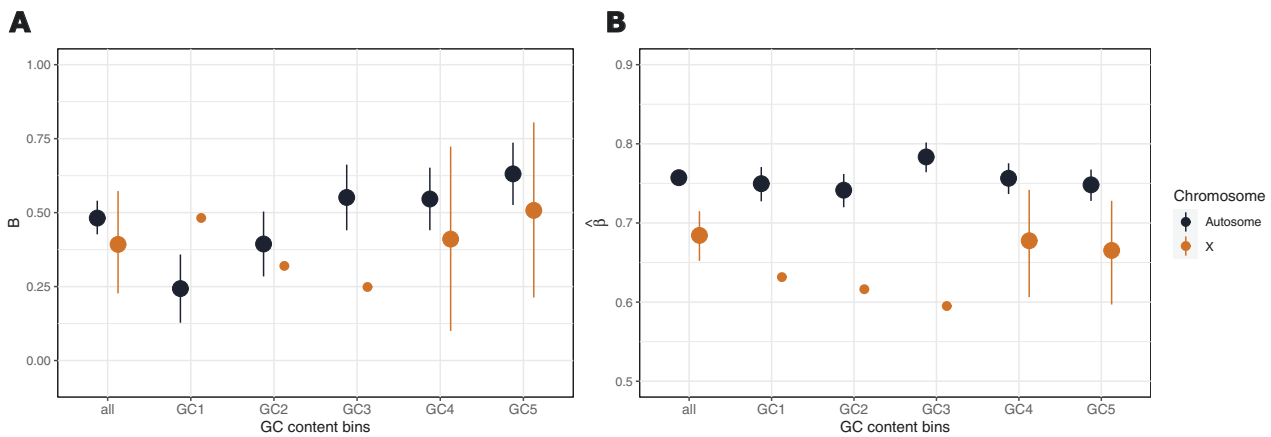 A
1.00
0.75
0.50
0.25
0.00
B
all GC1 GC2 GC3 GC4 GC5
GC content bins
B
0.9
0.8
0.7
0.6
0.5
β̂
all GC1 GC2 GC3 GC4 GC5
GC content bins
Chromosome
Autosome
X